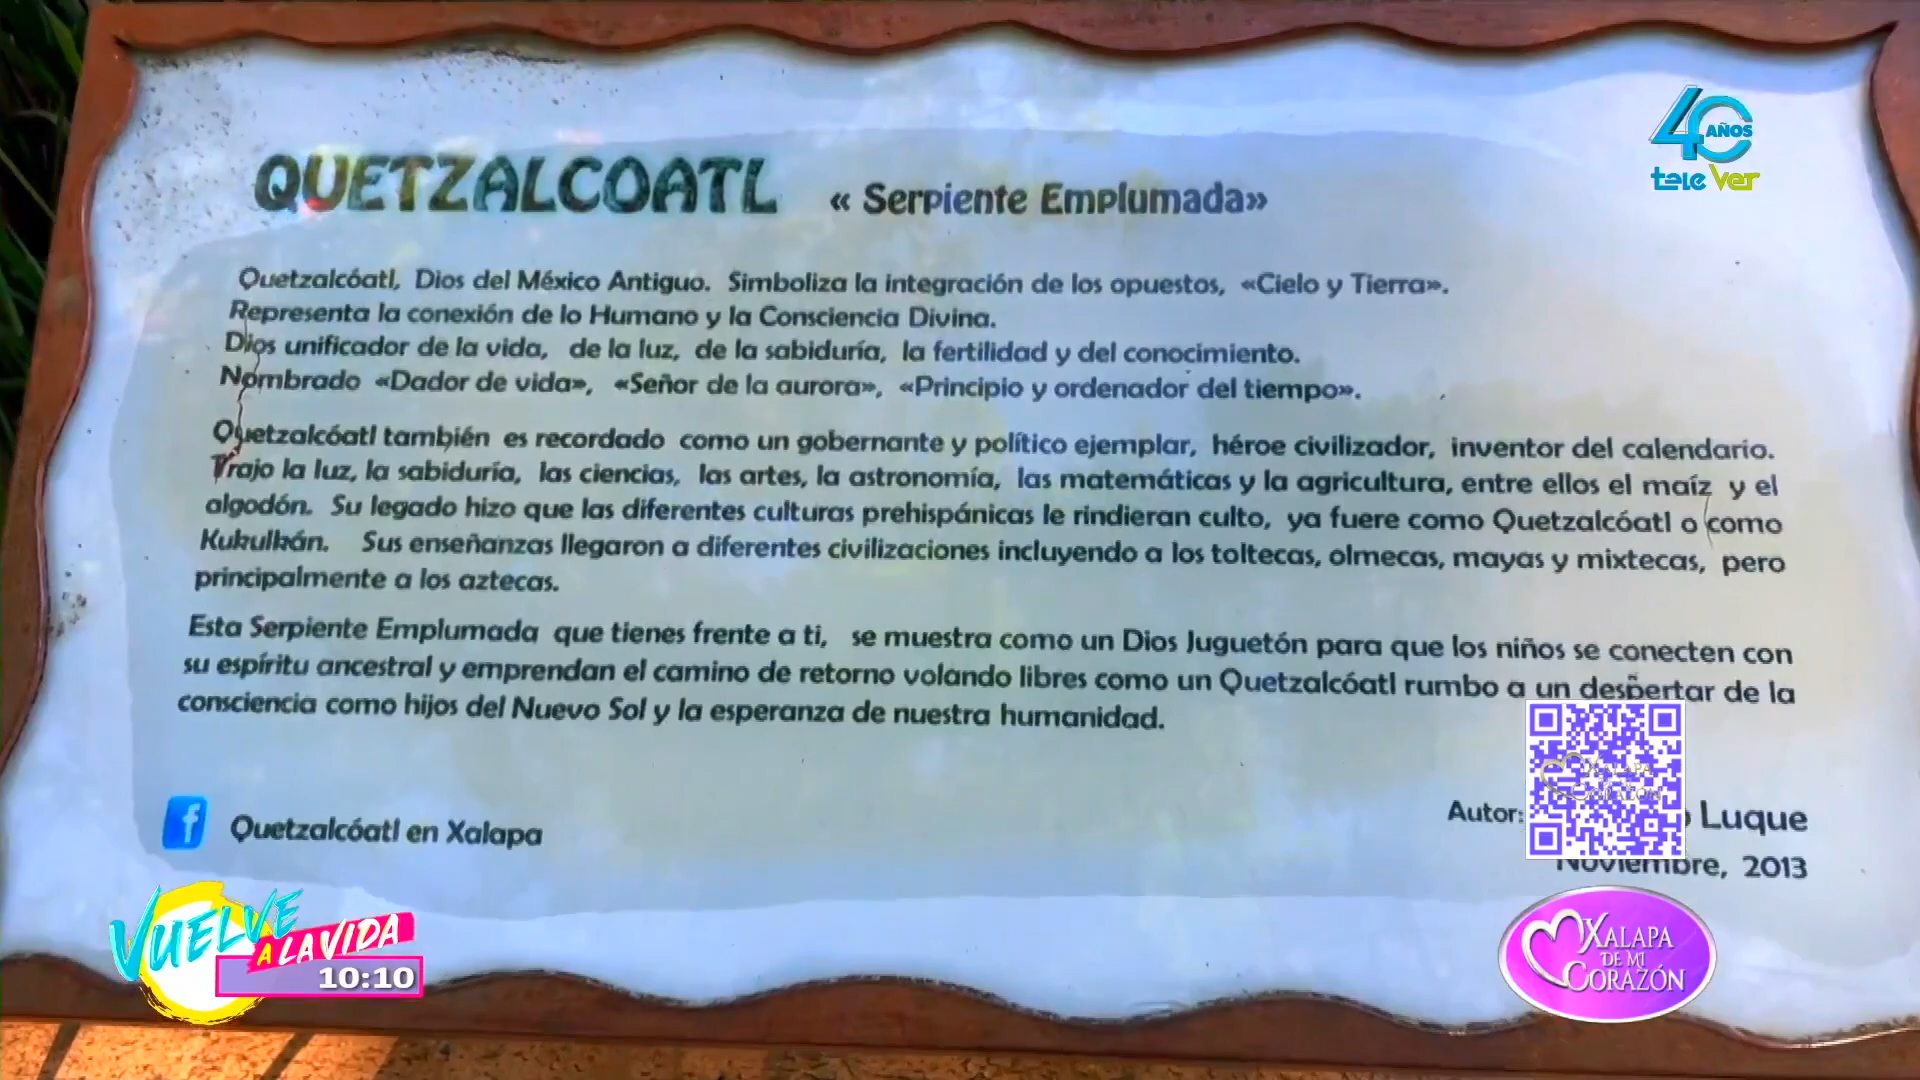 40 AÑOS
tele Ver
QUETZALCOATL « Serpiente Emplumada»
Quetzalcóatl, Dios del México Antiguo. Simboliza la integración de los opuestos, «Cielo y Tierra».
Representa la conexión de lo Humano y la Consciencia Divina.
Dios unificador de la vida, de la luz, de la sabiduría, la fertilidad y del conocimiento.
Nombrado «Dador de vida», «Señor de la aurora», «Principio y ordenador del tiempo».
Quetzalcóatl también es recordado como un gobernante y político ejemplar, héroe civilizador, inventor del calendario.
Trajo la luz, la sabiduría, las ciencias, las artes, la astronomía, las matemáticas y la agricultura, entre ellos el maíz y el
algodón. Su legado hizo que las diferentes culturas prehispánicas le rindieran culto, ya fuere como Quetzalcóatl o como
Kukulkán. Sus enseñanzas llegaron a diferentes civilizaciones incluyendo a los toltecas, olmecas, mayas y mixtecas, pero
principalmente a los aztecas.
Esta Serpiente Emplumada que tienes frente a ti, se muestra como un Dios Juguetón para que los niños se conecten con
su espíritu ancestral y emprendan el camino de retorno volando libres como un Quetzalcóatl rumbo a un despertar de la
consciencia como hijos del Nuevo Sol y la esperanza de nuestra humanidad.
f Quetzalcóatl en Xalapa
Autor: Luque
Noviembre, 2013
XALAPA
DE MI
CORAZÓN
VUELVE
A LA VIDA
10:10
XALAPA
DE MI
CORAZÓN